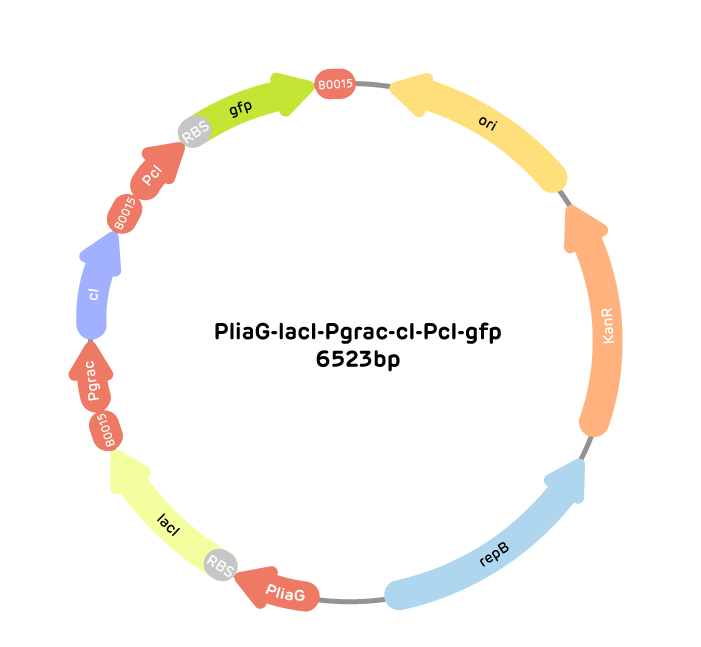 B0015
gfp
RBS
ori
PcI
B0015
cI
KanR
PliaG-lacI-Pgrac-cI-PcI-gfp
6523bp
Pgrac
B0015
lacI
repB
RBS
PliaG